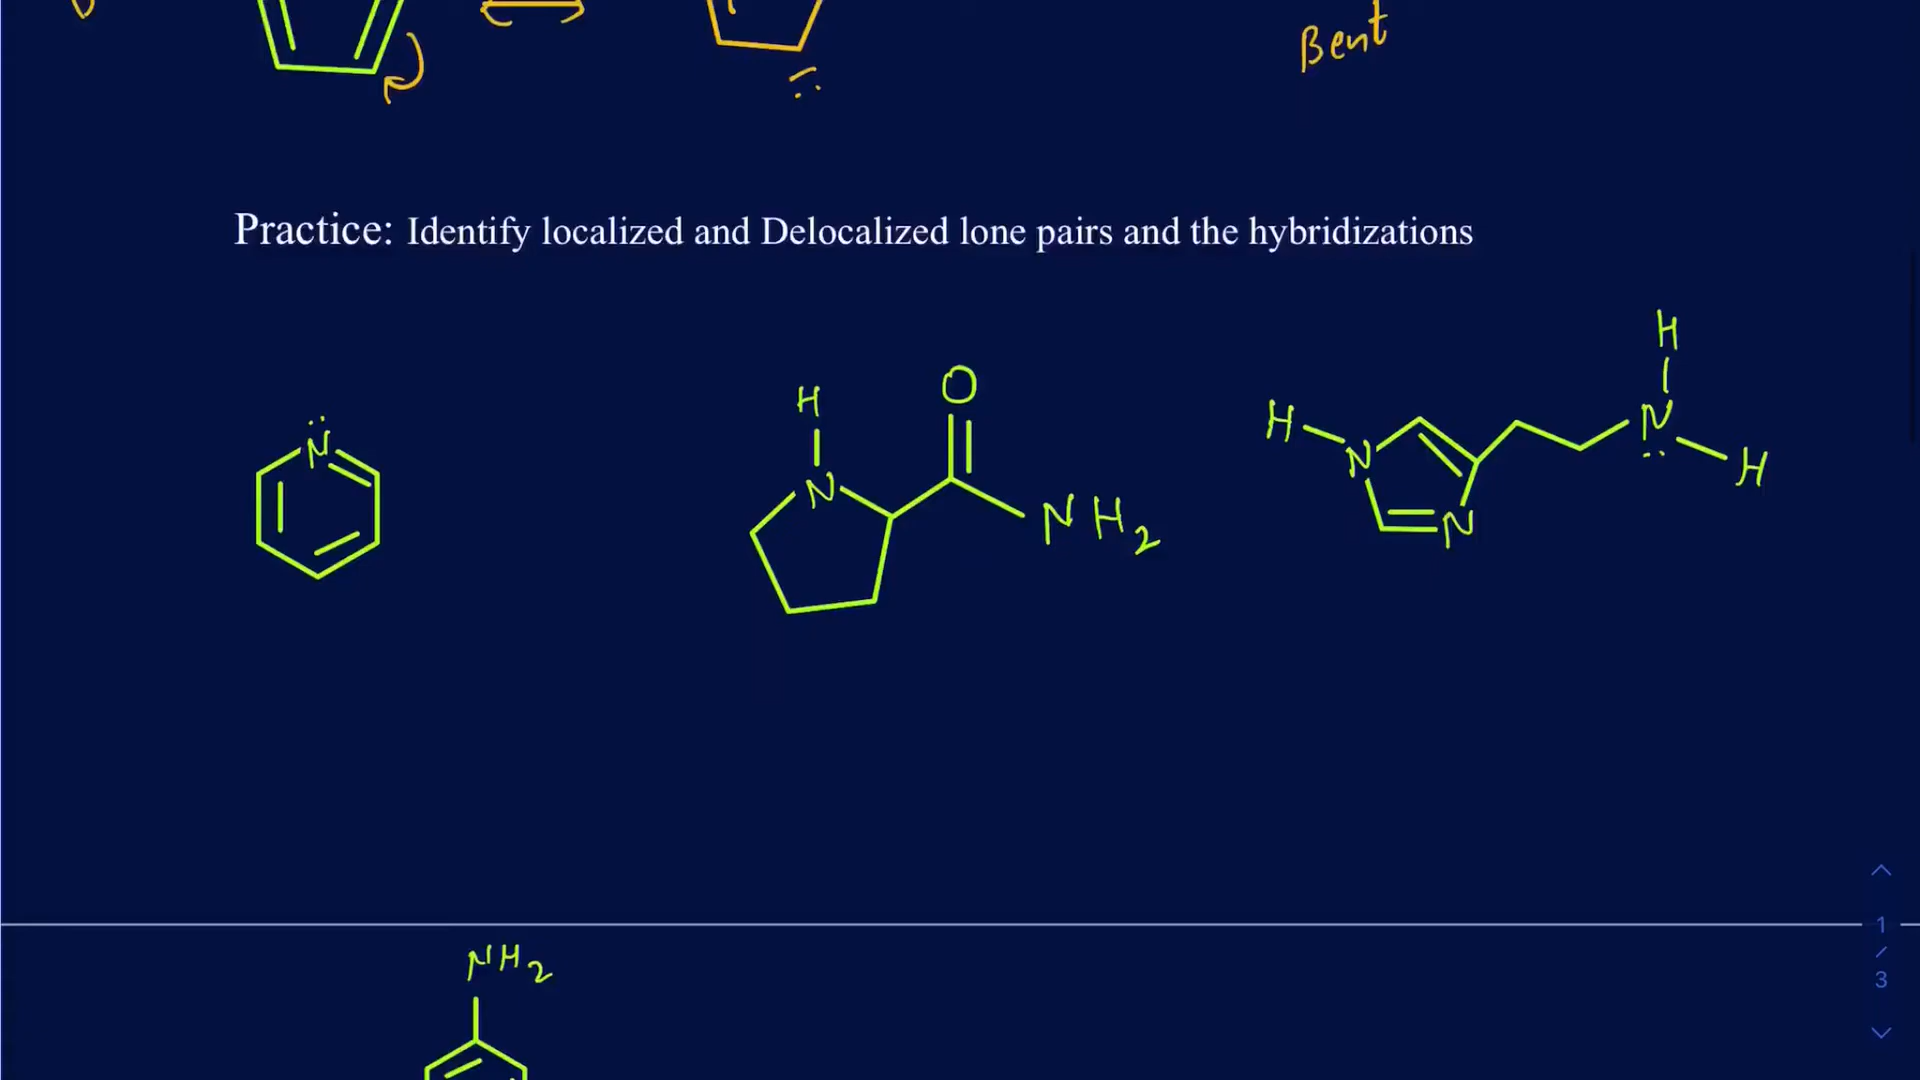 Bent
Practice: Identify localized and Delocalized lone pairs and the hybridizations
H
H
O
H
N
N
H
N
N
NH2
N
H
1
/
3
NH2